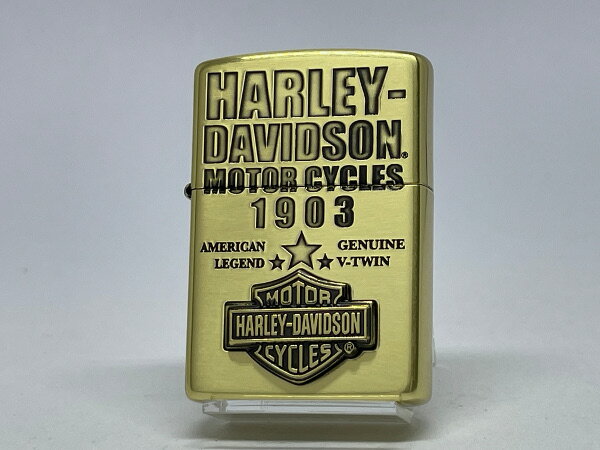 HARLEY-
DAVIDSON®
MOTOR CYCLES
1903
AMERICAN GENUINE
LEGEND V-TWIN
MOTOR
HARLEY-DAVIDSON
CYCLES ®